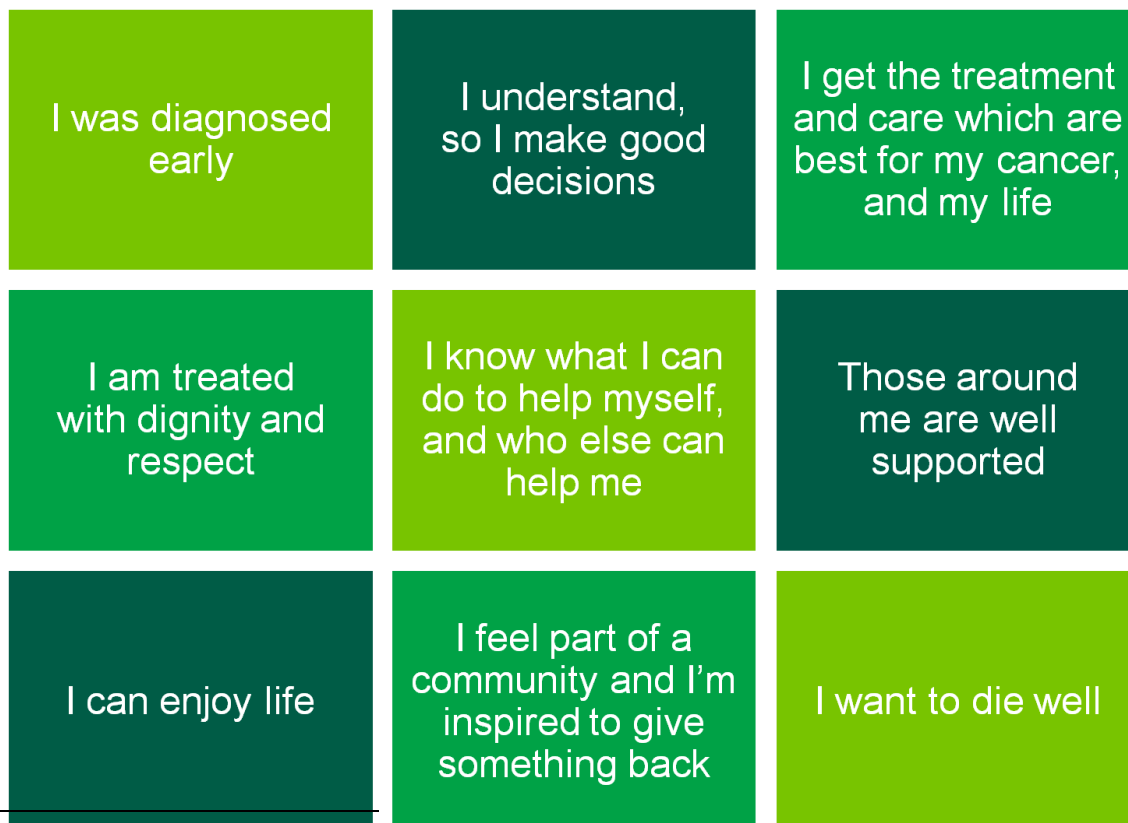 I was diagnosed
early
I understand,
so I make good
decisions
I get the treatment
and care which are
best for my cancer,
and my life
I am treated
with dignity and
respect
I know what I can
do to help myself,
and who else can
help me
Those around
me are well
supported
I can enjoy life
I feel part of a
community and I’m
inspired to give
something back
I want to die well